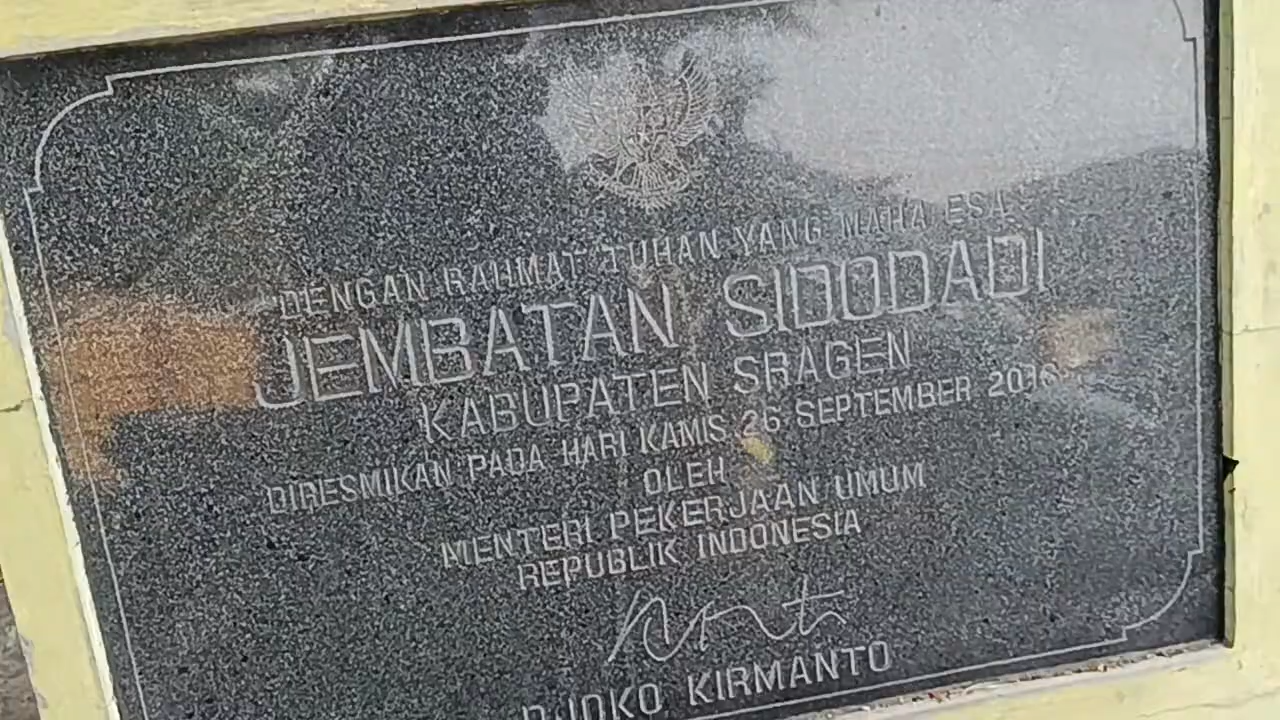 DENGAN RAHMAT TUHAN YANG MAHA ESA
JEMBATAN SIDODADI
KABUPATEN SRAGEN
DIRESMIKAN PADA HARI KAMIS 26 SEPTEMBER 2013
OLEH
MENTERI PEKERJAAN UMUM
REPUBLIK INDONESIA
DJOKO KIRMANTO